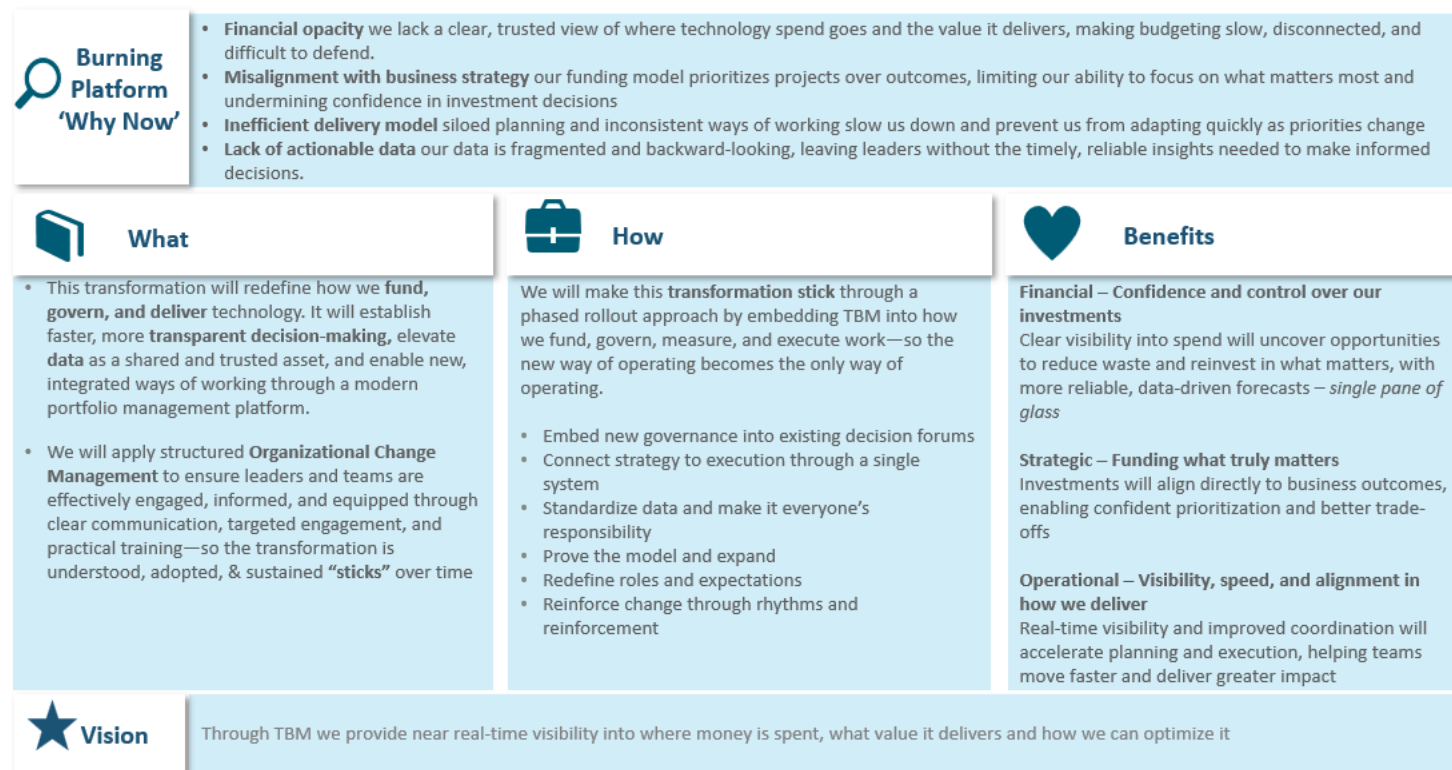 Burning
Platform
‘Why Now’
• Financial opacity we lack a clear, trusted view of where technology spend goes and the value it delivers, making budgeting slow, disconnected, and
difficult to defend.
• Misalignment with business strategy our funding model prioritizes projects over outcomes, limiting our ability to focus on what matters most and
undermining confidence in investment decisions
• Inefficient delivery model siloed planning and inconsistent ways of working slow us down and prevent us from adapting quickly as priorities change
• Lack of actionable data our data is fragmented and backward-looking, leaving leaders without the timely, reliable insights needed to make informed
decisions.
What
• This transformation will redefine how we fund,
govern, and deliver technology. It will establish
faster, more transparent decision-making, elevate
data as a shared and trusted asset, and enable new,
integrated ways of working through a modern
portfolio management platform.
• We will apply structured Organizational Change
Management to ensure leaders and teams are
effectively engaged, informed, and equipped through
clear communication, targeted engagement, and
practical training—so the transformation is
understood, adopted, & sustained “sticks” over time
How
We will make this transformation stick through a
phased rollout approach by embedding TBM into how
we fund, govern, measure, and execute work—so the
new way of operating becomes the only way of
operating.
• Embed new governance into existing decision forums
• Connect strategy to execution through a single
system
• Standardize data and make it everyone’s
responsibility
• Prove the model and expand
• Redefine roles and expectations
• Reinforce change through rhythms and
reinforcement
Benefits
Financial – Confidence and control over our
investments
Clear visibility into spend will uncover opportunities
to reduce waste and reinvest in what matters, with
more reliable, data-driven forecasts – single pane of
glass
Strategic – Funding what truly matters
Investments will align directly to business outcomes,
enabling confident prioritization and better trade-
offs
Operational – Visibility, speed, and alignment in
how we deliver
Real-time visibility and improved coordination will
accelerate planning and execution, helping teams
move faster and deliver greater impact
Vision
Through TBM we provide near real-time visibility into where money is spent, what value it delivers and how we can optimize it